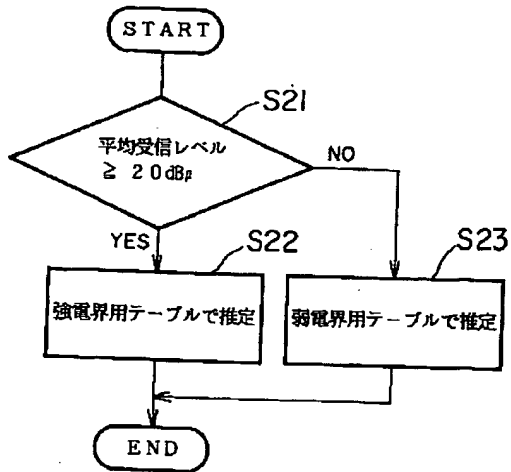 START
S21
平均受信レベル
≧ 20dBμ
NO
YES
S22
S23
強電界用テーブルで推定
弱電界用テーブルで推定
END